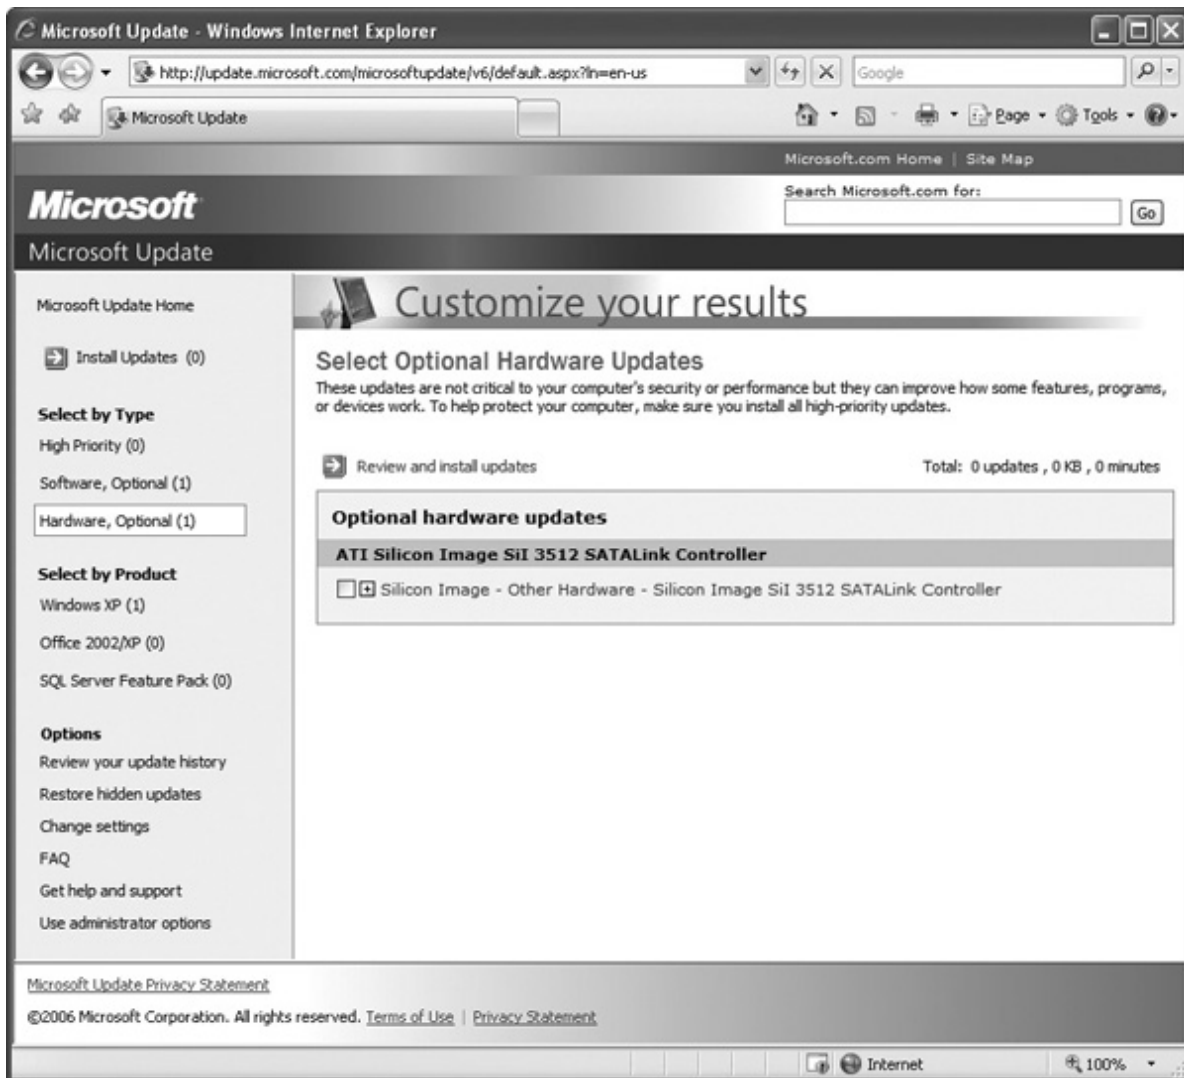 Microsoft Update - Windows Internet Explorer
http://update.microsoft.com/microsoftupdate/v6/default.aspx?ln=en-us
Google
Microsoft Update
Page
Tools
Microsoft.com Home | Site Map
Microsoft
Search Microsoft.com for:
Go
Microsoft Update
Microsoft Update Home
Install Updates (0)
Select by Type
High Priority (0)
Software, Optional (1)
Hardware, Optional (1)
Select by Product
Windows XP (1)
Office 2002/XP (0)
SQL Server Feature Pack (0)
Options
Review your update history
Restore hidden updates
Change settings
FAQ
Get help and support
Use administrator options
Customize your results
Select Optional Hardware Updates
These updates are not critical to your computer's security or performance but they can improve how some features, programs,
or devices work. To help protect your computer, make sure you install all high-priority updates.
Review and install updates
Total: 0 updates , 0 KB , 0 minutes
Optional hardware updates
ATI Silicon Image SiI 3512 SATALink Controller
Silicon Image - Other Hardware - Silicon Image SiI 3512 SATALink Controller
Microsoft Update Privacy Statement
©2006 Microsoft Corporation. All rights reserved. Terms of Use | Privacy Statement
Internet
100%